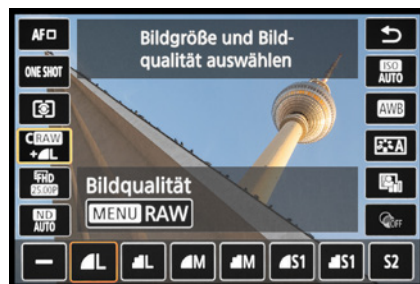 AF
Bildgröße und Bild-
qualität auswählen
ONE SHOT
ISO
AUTO
AWB
CRAW
+L
A
FHD
25.00P
Bildqualität
MENU RAW
ND
AUTO
OFF
L
L
M
M
S1
S1
S2